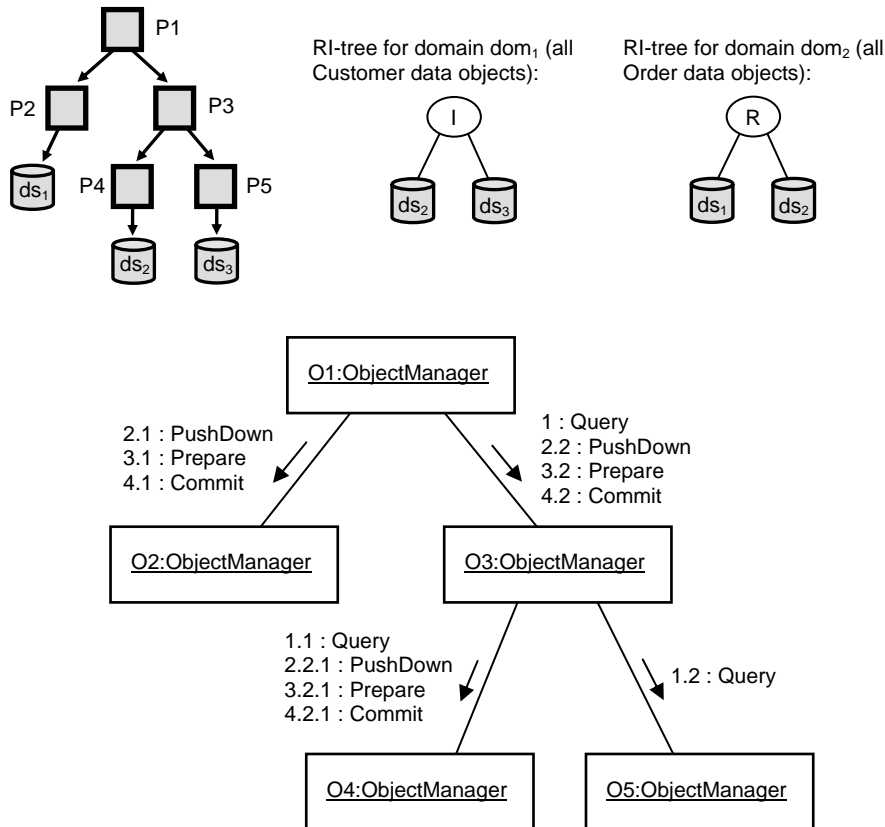 P1
P2
P3
ds₁
P4
P5
ds₂
ds₃
RI-tree for domain dom₁ (all
Customer data objects):
I
ds₂
ds₃
RI-tree for domain dom₂ (all
Order data objects):
R
ds₁
ds₂
O1:ObjectManager
2.1 : PushDown
3.1 : Prepare
4.1 : Commit
1 : Query
2.2 : PushDown
3.2 : Prepare
4.2 : Commit
O2:ObjectManager
O3:ObjectManager
1.1 : Query
2.2.1 : PushDown
3.2.1 : Prepare
4.2.1 : Commit
1.2 : Query
O4:ObjectManager
O5:ObjectManager